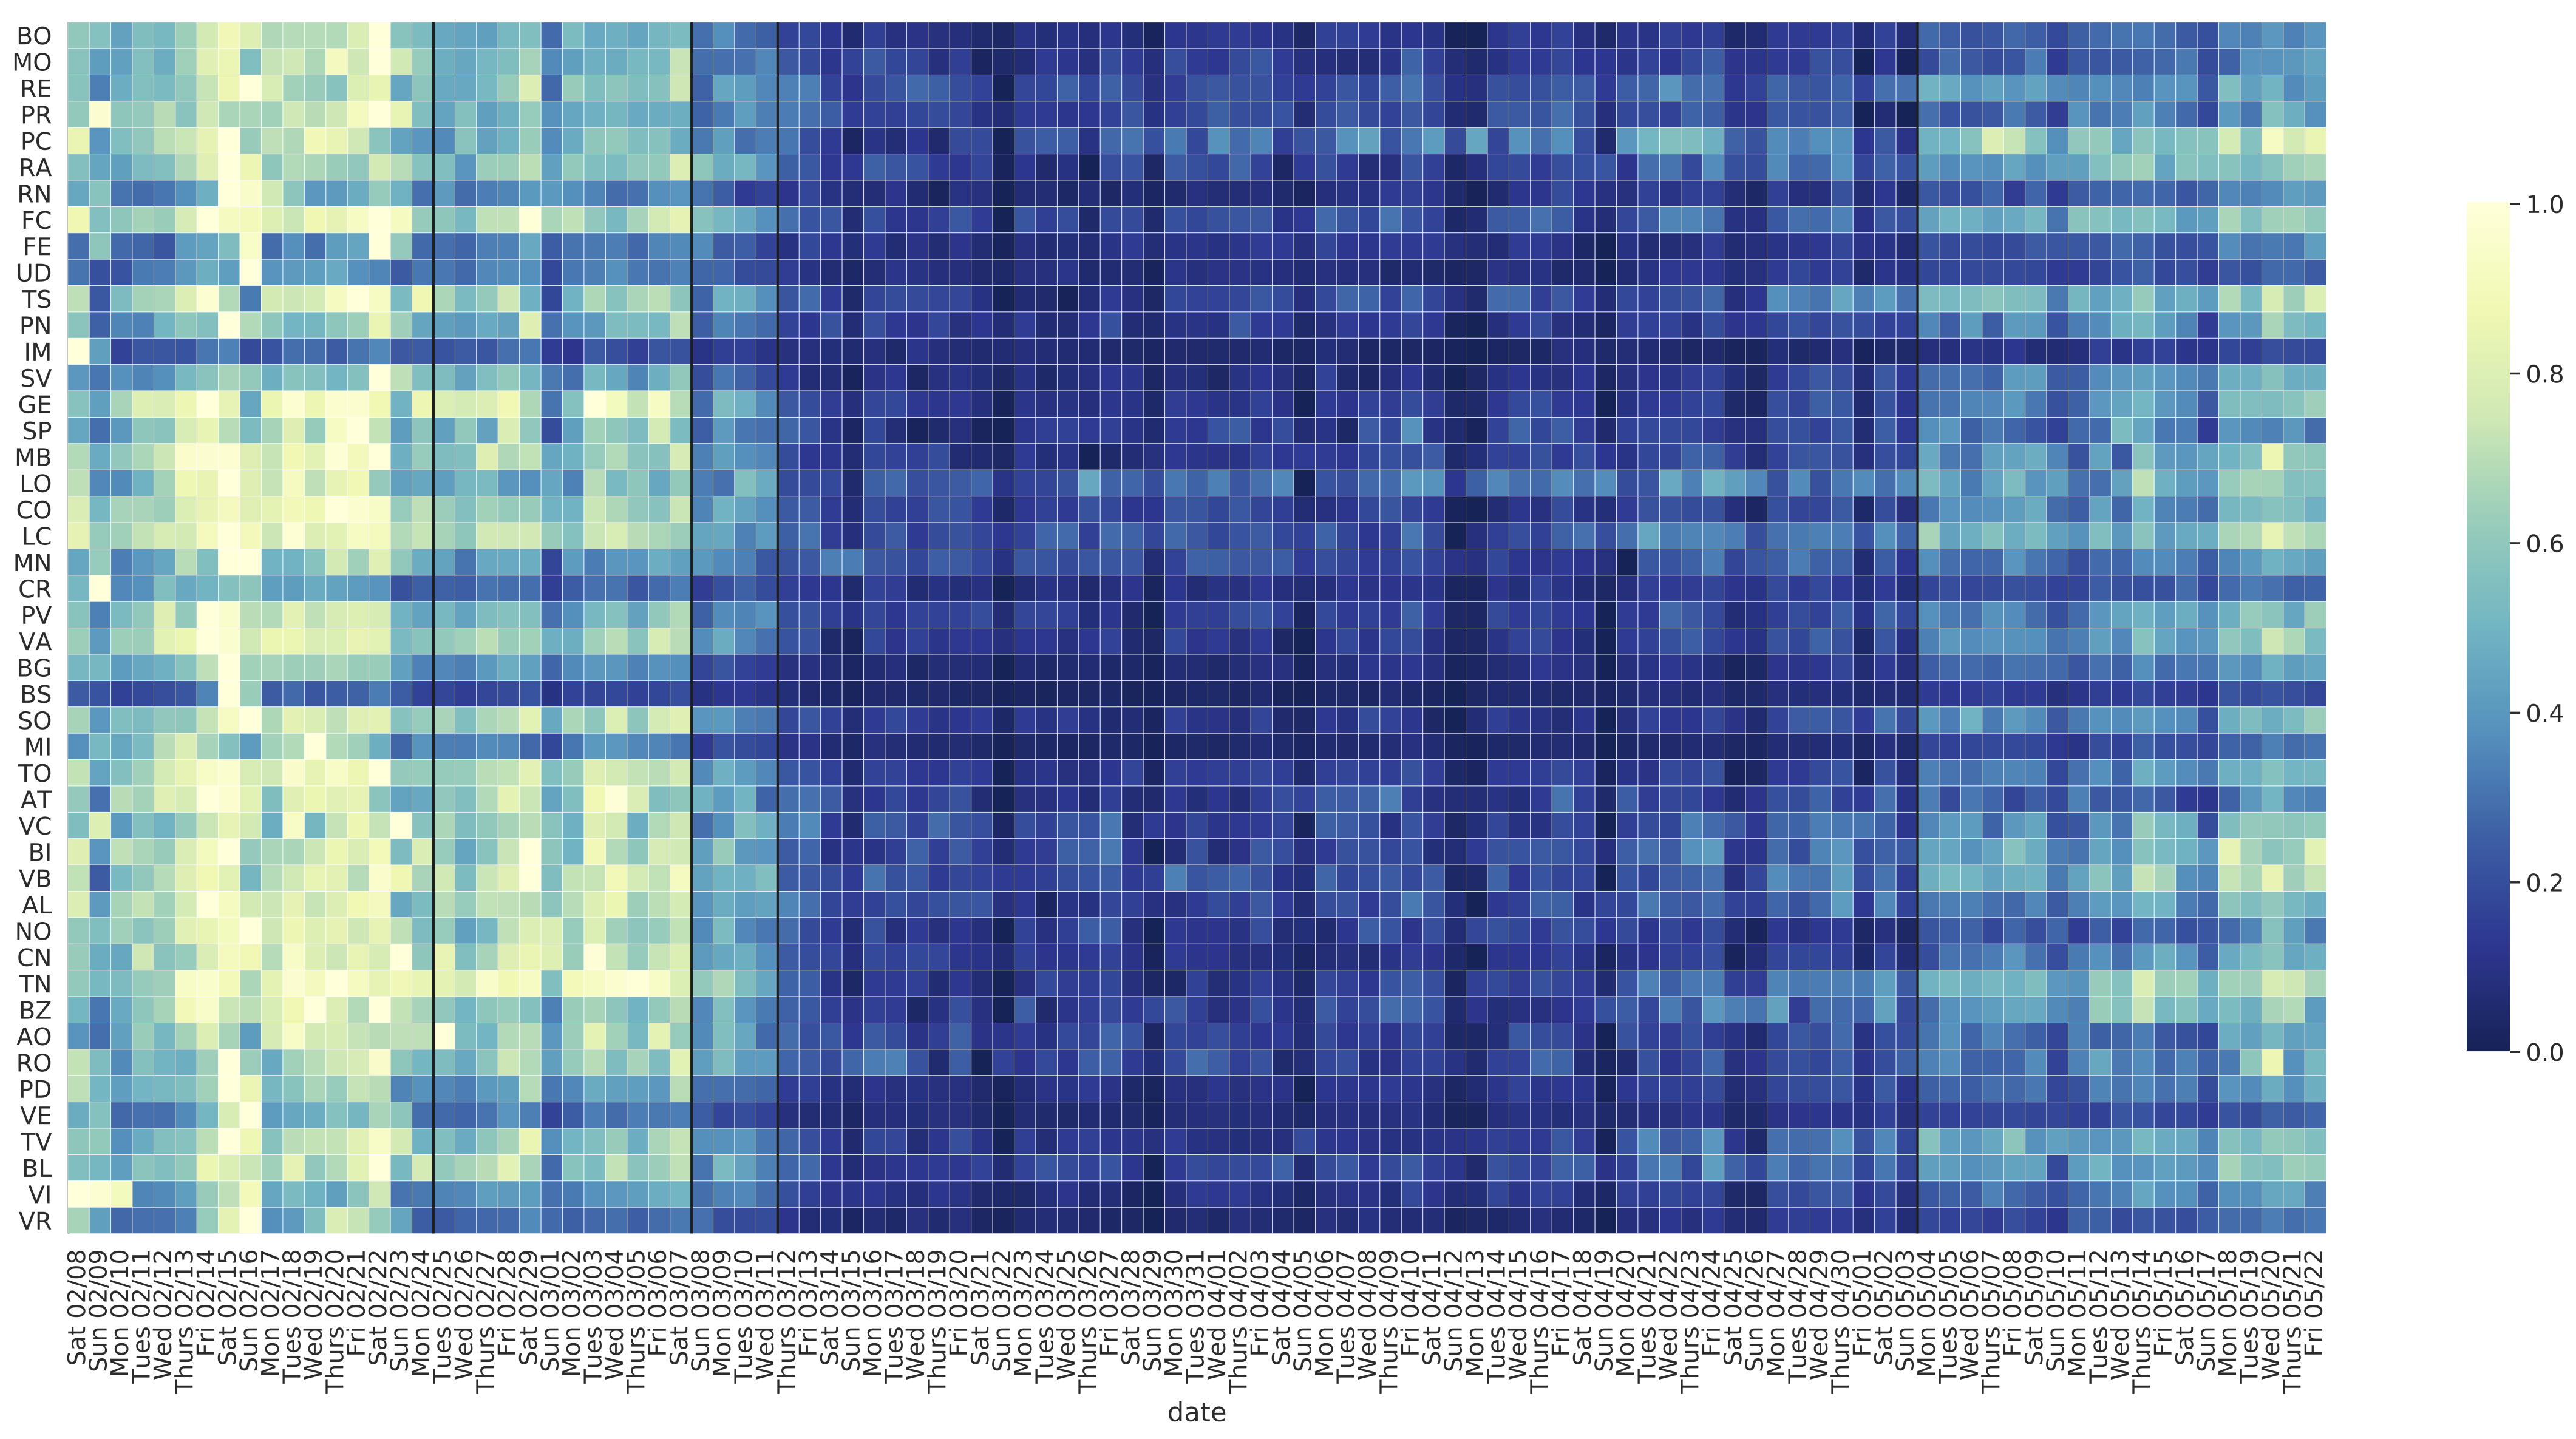 BO
MO
RE
PR
PC
RA
RN
FC
FE
UD
TS
PN
IM
SV
GE
SP
MB
LO
CO
LC
MN
CR
PV
VA
BG
BS
SO
MI
TO
AT
VC
BI
VB
AL
NO
CN
TN
BZ
AO
RO
PD
VE
TV
BL
VI
VR
1.0
0.8
0.6
0.4
0.2
0.0
Sat 02/08
Sun 02/09
Mon 02/10
Tues 02/11
Wed 02/12
Thurs 02/13
Fri 02/14
Sat 02/15
Sun 02/16
Mon 02/17
Tues 02/18
Wed 02/19
Thurs 02/20
Fri 02/21
Sat 02/22
Sun 02/23
Mon 02/24
Tues 02/25
Wed 02/26
Thurs 02/27
Fri 02/28
Sat 02/29
Sun 03/01
Mon 03/02
Tues 03/03
Wed 03/04
Thurs 03/05
Fri 03/06
Sat 03/07
Sun 03/08
Mon 03/09
Tues 03/10
Wed 03/11
Thurs 03/12
Fri 03/13
Sat 03/14
Sun 03/15
Mon 03/16
Tues 03/17
Wed 03/18
Thurs 03/19
Fri 03/20
Sat 03/21
Sun 03/22
Mon 03/23
Tues 03/24
Wed 03/25
Thurs 03/26
Fri 03/27
Sat 03/28
Sun 03/29
Mon 03/30
Tues 03/31
Wed 04/01
Thurs 04/02
Fri 04/03
Sat 04/04
Sun 04/05
Mon 04/06
Tues 04/07
Wed 04/08
Thurs 04/09
Fri 04/10
Sat 04/11
Sun 04/12
Mon 04/13
Tues 04/14
Wed 04/15
Thurs 04/16
Fri 04/17
Sat 04/18
Sun 04/19
Mon 04/20
Tues 04/21
Wed 04/22
Thurs 04/23
Fri 04/24
Sat 04/25
Sun 04/26
Mon 04/27
Tues 04/28
Wed 04/29
Thurs 04/30
Fri 05/01
Sat 05/02
Sun 05/03
Mon 05/04
Tues 05/05
Wed 05/06
Thurs 05/07
Fri 05/08
Sat 05/09
Sun 05/10
Mon 05/11
Tues 05/12
Wed 05/13
Thurs 05/14
Fri 05/15
Sat 05/16
Sun 05/17
Mon 05/18
Tues 05/19
Wed 05/20
Thurs 05/21
Fri 05/22
date